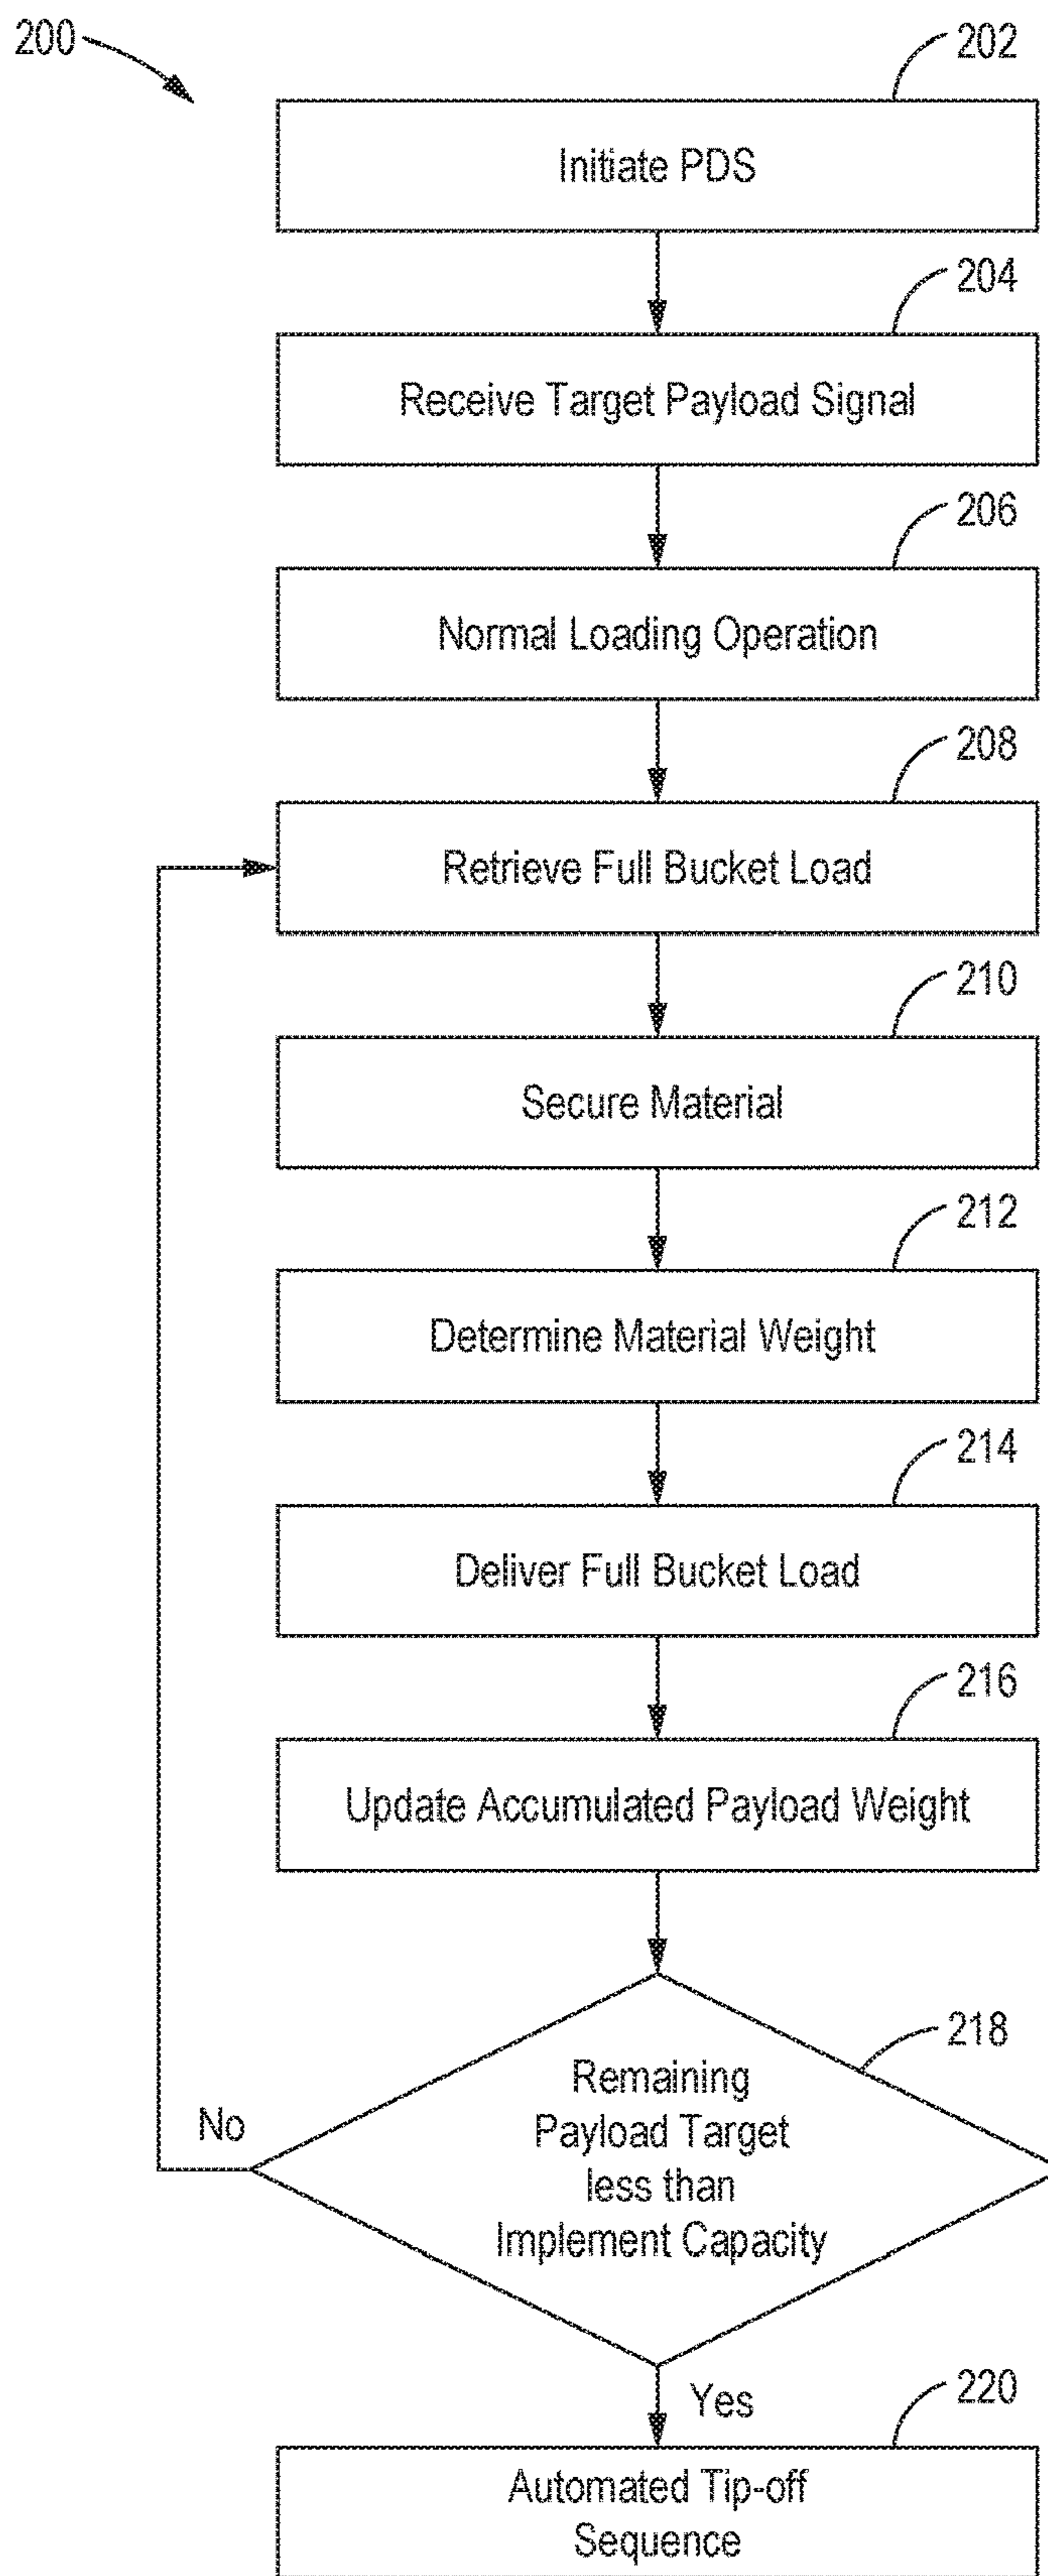 200
202
Initiate PDS
204
Receive Target Payload Signal
206
Normal Loading Operation
208
Retrieve Full Bucket Load
210
Secure Material
212
Determine Material Weight
214
Deliver Full Bucket Load
216
Update Accumulated Payload Weight
218
Remaining
Payload Target
less than
Implement Capacity
No
Yes
220
Automated Tip-off
Sequence